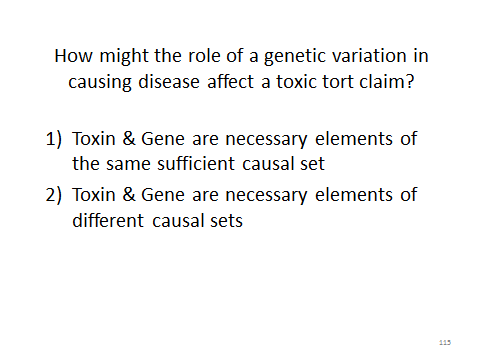 How might the role of a genetic variation in
causing disease affect a toxic tort claim?
1) Toxin & Gene are necessary elements of
the same sufficient causal set
2) Toxin & Gene are necessary elements of
different causal sets
115